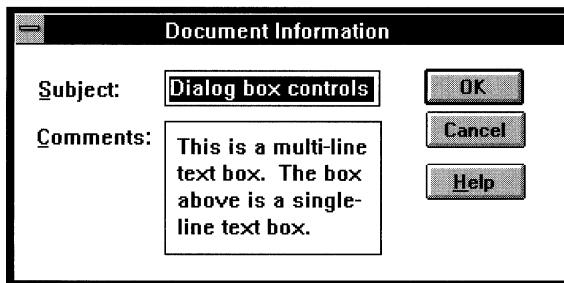 Document Information
Subject: Dialog box controls
OK
Comments: This is a multi-line
text box. The box
above is a single-
line text box.
Cancel
Help